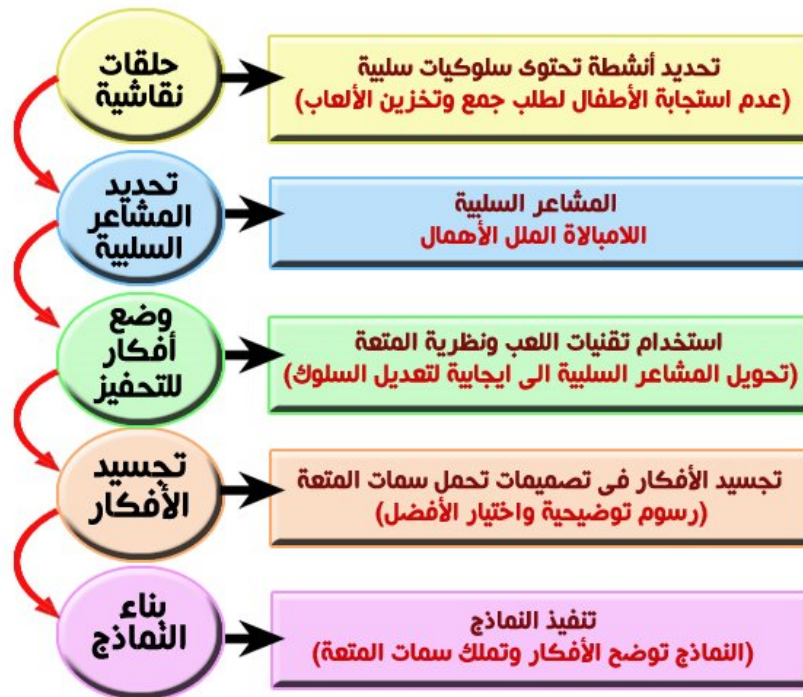 حلقات
نقاشية
تحديد أنشطة تحتوى سلوكيات سلبية
(عدم استجابة الأطفال لطلب جمع وتخزين الألعاب)
تحديد
المشاعر
السلبية
المشاعر السلبية
اللامبالاة الملل الأهمال
وضع
أفكار
للتحفيز
استخدام تقنيات اللعب ونظرية المتعة
(تحويل المشاعر السلبية الى ايجابية لتعديل السلوك)
تجسيد
الأفكار
تجسيد الأفكار فى تصميمات تحمل سمات المتعة
(رسوم توضيحية واختيار الأفضل)
بناء
النماذج
تنفيذ النماذج
(النماذج توضح الأفكار وتملك سمات المتعة)